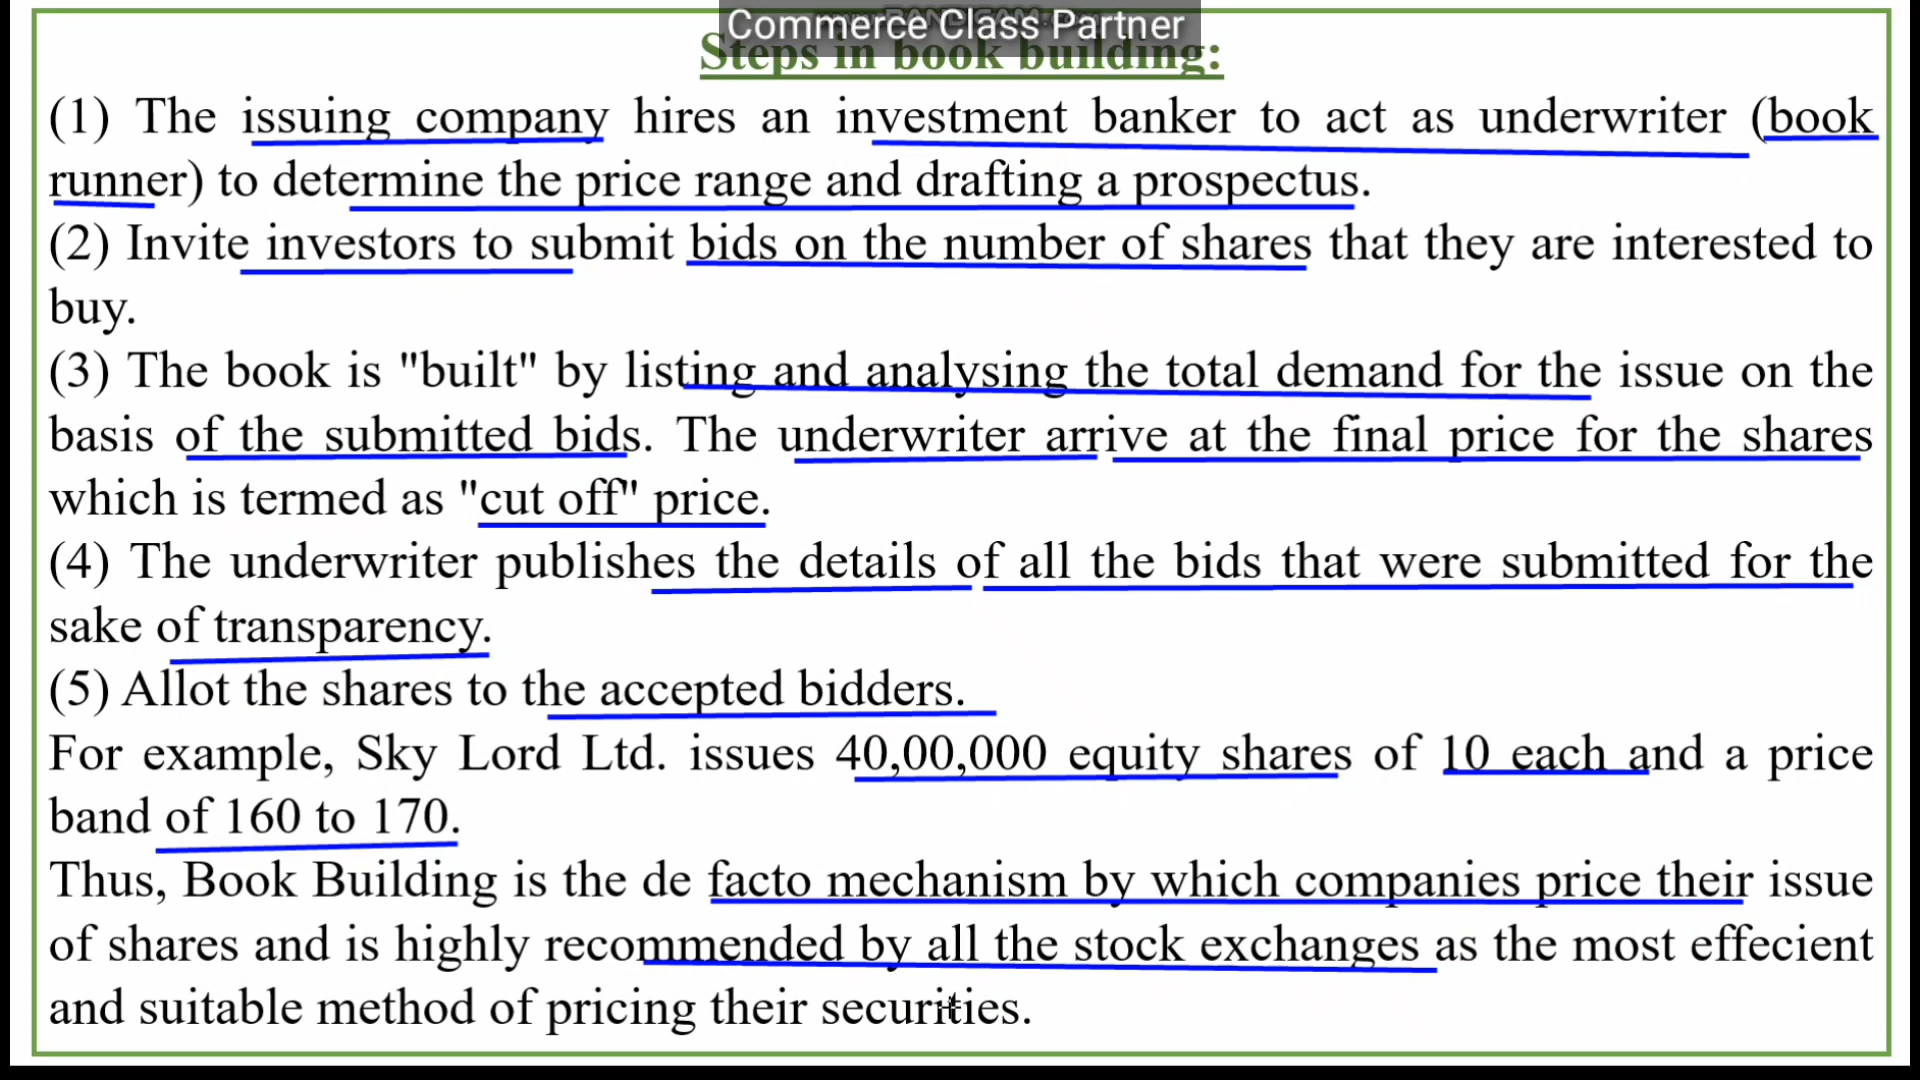 Commerce Class Partner
Steps in book building:
(1) The issuing company hires an investment banker to act as underwriter (book
runner) to determine the price range and drafting a prospectus.
(2) Invite investors to submit bids on the number of shares that they are interested to
buy.
(3) The book is "built" by listing and analysing the total demand for the issue on the
basis of the submitted bids. The underwriter arrive at the final price for the shares
which is termed as "cut off" price.
(4) The underwriter publishes the details of all the bids that were submitted for the
sake of transparency.
(5) Allot the shares to the accepted bidders.
For example, Sky Lord Ltd. issues 40,00,000 equity shares of 10 each and a price
band of 160 to 170.
Thus, Book Building is the de facto mechanism by which companies price their issue
of shares and is highly recommended by all the stock exchanges as the most effecient
and suitable method of pricing their securities.